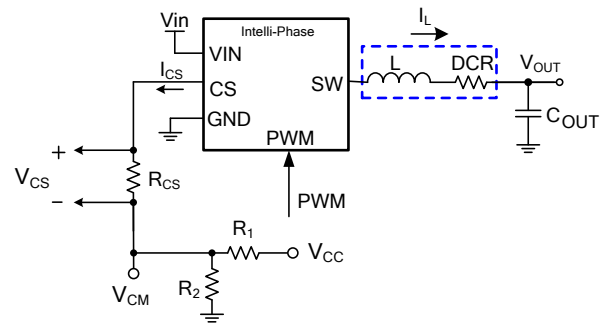 Vin
Intelli-Phase
I_L
VIN
L
DCR
V_OUT
I_CS
CS
SW
GND
C_OUT
PWM
+
V_CS
R_CS
–
PWM
R_1
V_CC
R_2
V_CM